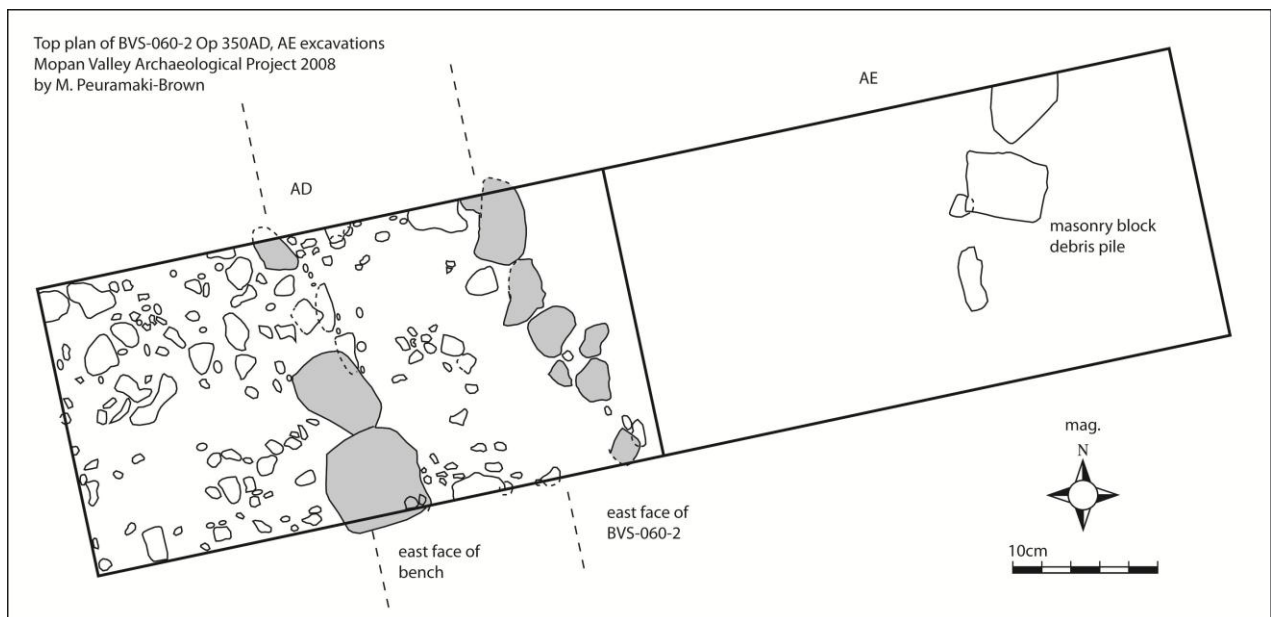 Top plan of BVS-060-2 Op 350AD, AE excavations
Mopan Valley Archaeological Project 2008
by M. Peuramaki-Brown
AE
AD
masonry block
debris pile
mag.
N
east face of
BVS-060-2
east face of
bench
10cm